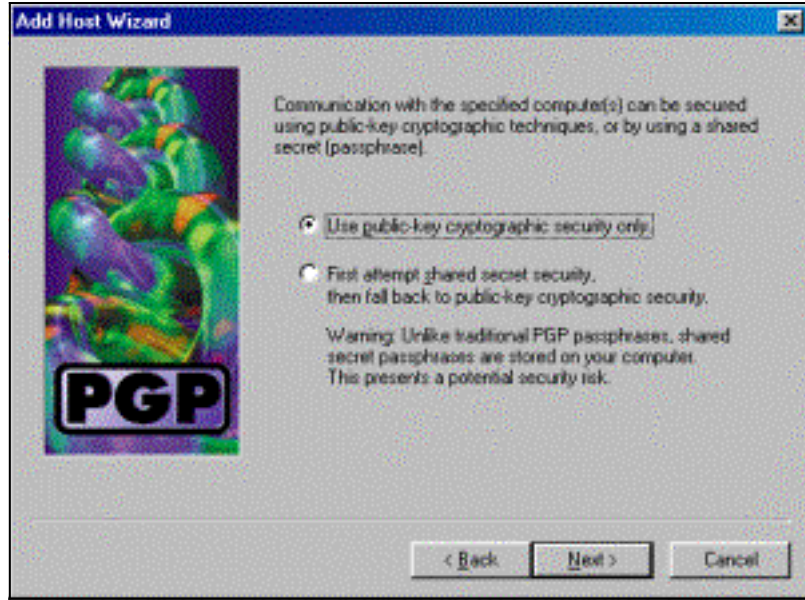 Add Host Wizard
Communication with the specified computer(s) can be secured
using public-key cryptographic techniques, or by using a shared
secret (passphrase).
Use public-key cryptographic security only.
First attempt shared secret security,
then fall back to public-key cryptographic security.
Warning: Unlike traditional PGP passphrases, shared
secret passphrases are stored on your computer.
This presents a potential security risk.
PGP
< Back
Next >
Cancel